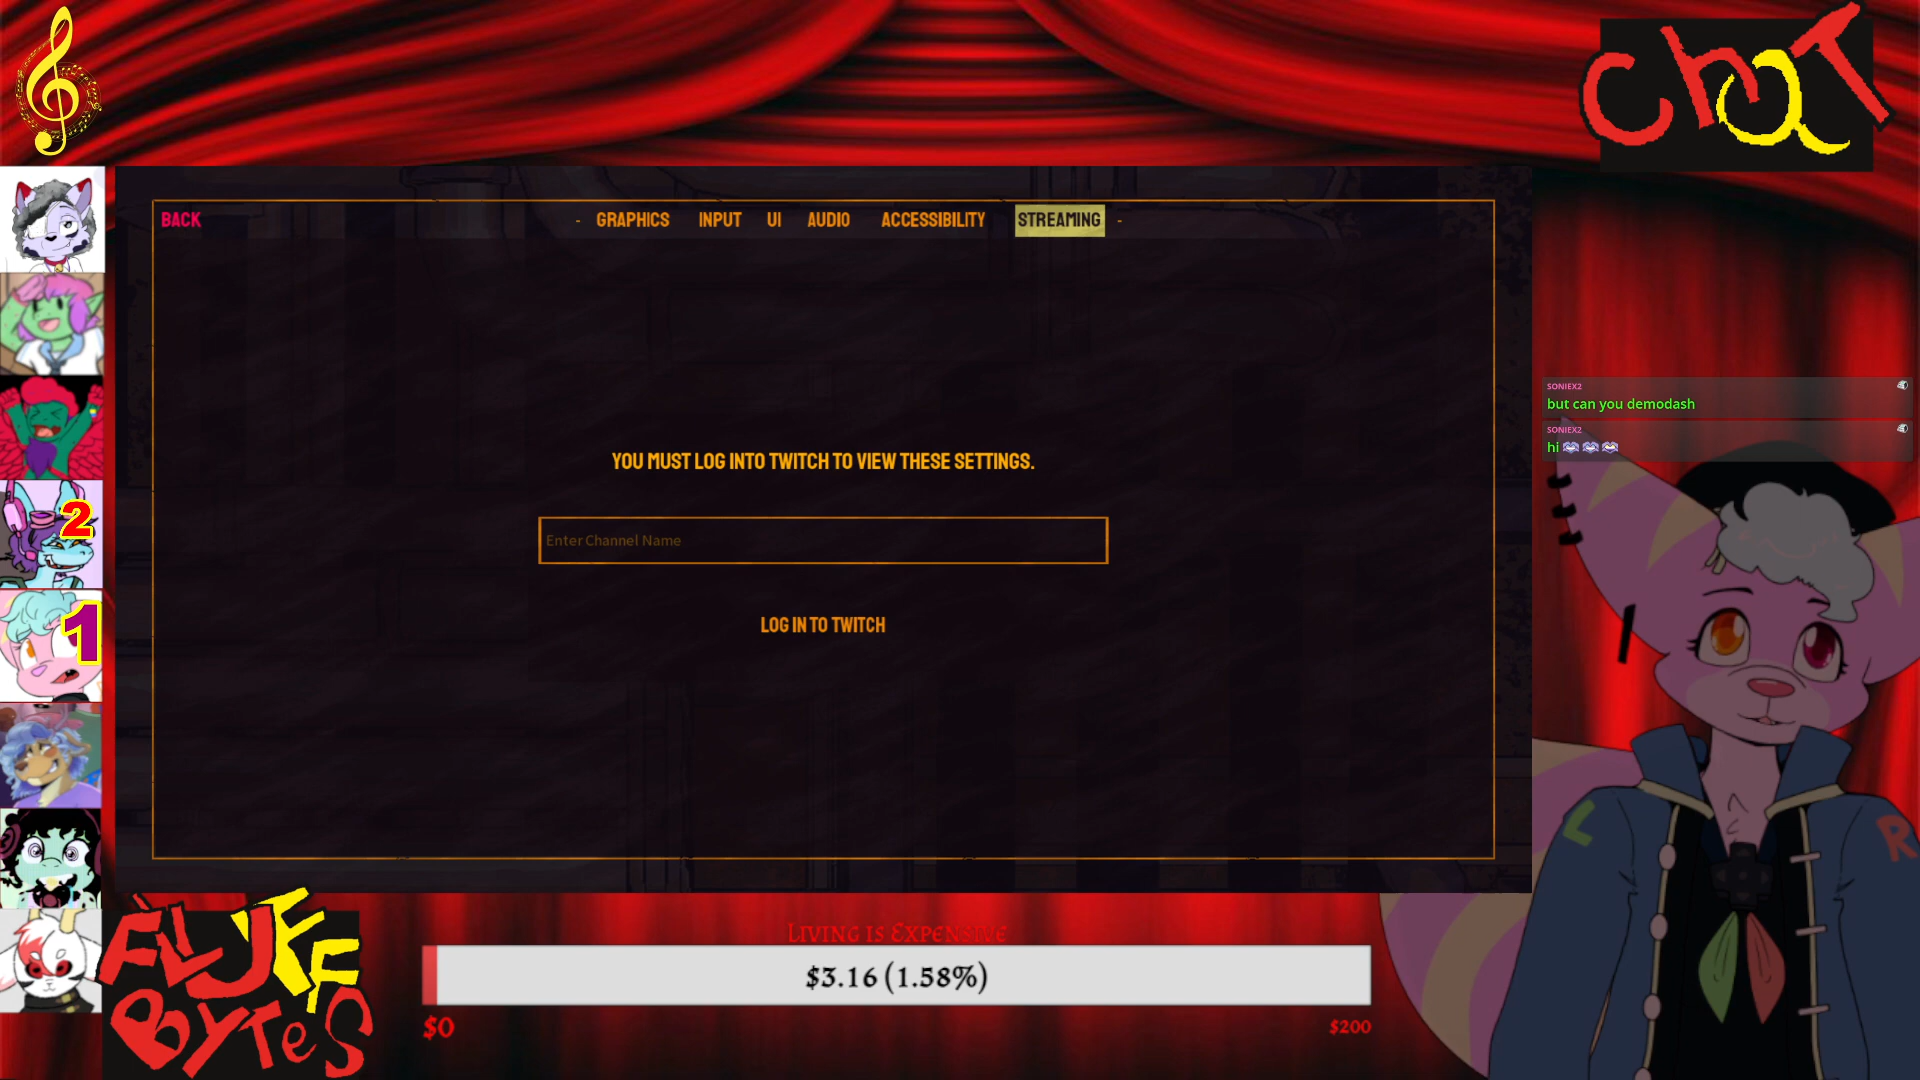 chaT
BACK
- GRAPHICS INPUT UI AUDIO ACCESSIBILITY STREAMING -
SONIEX2
but can you demodash
SONIEX2
hi
YOU MUST LOG INTO TWITCH TO VIEW THESE SETTINGS.
2
Enter Channel Name
LOG IN TO TWITCH
1
L R
FLUFF
BYTeS
LIVING IS EXPENSIVE
$3.16 (1.58%)
$0 $200